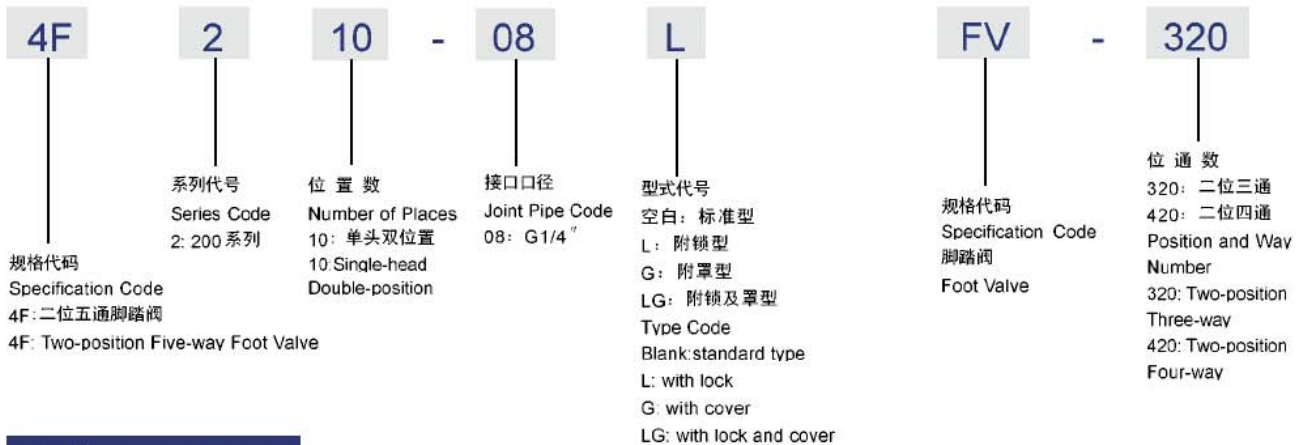 4F 2 10 - 08 L FV - 320
规格代码
Specification Code
4F:二位五通脚踏阀
4F: Two-position Five-way Foot Valve
系列代号
Series Code
2: 200系列
位 置 数
Number of Places
10: 单头双位置
10:Single-head
Double-position
接口口径
Joint Pipe Code
08: G1/4″
型式代号
空白: 标准型
L: 附锁型
G: 附罩型
LG: 附锁及罩型
Type Code
Blank:standard type
L: with lock
G: with cover
LG: with lock and cover
规格代码
Specification Code
脚踏阀
Foot Valve
位 通 数
320: 二位三通
420: 二位四通
Position and Way
Number
320: Two-position
Three-way
420: Two-position
Four-way